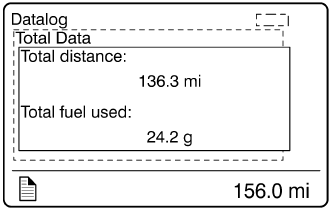 Datalog
Total Data
Total distance:
136.3 mi
Total fuel used:
24.2 g
156.0 mi